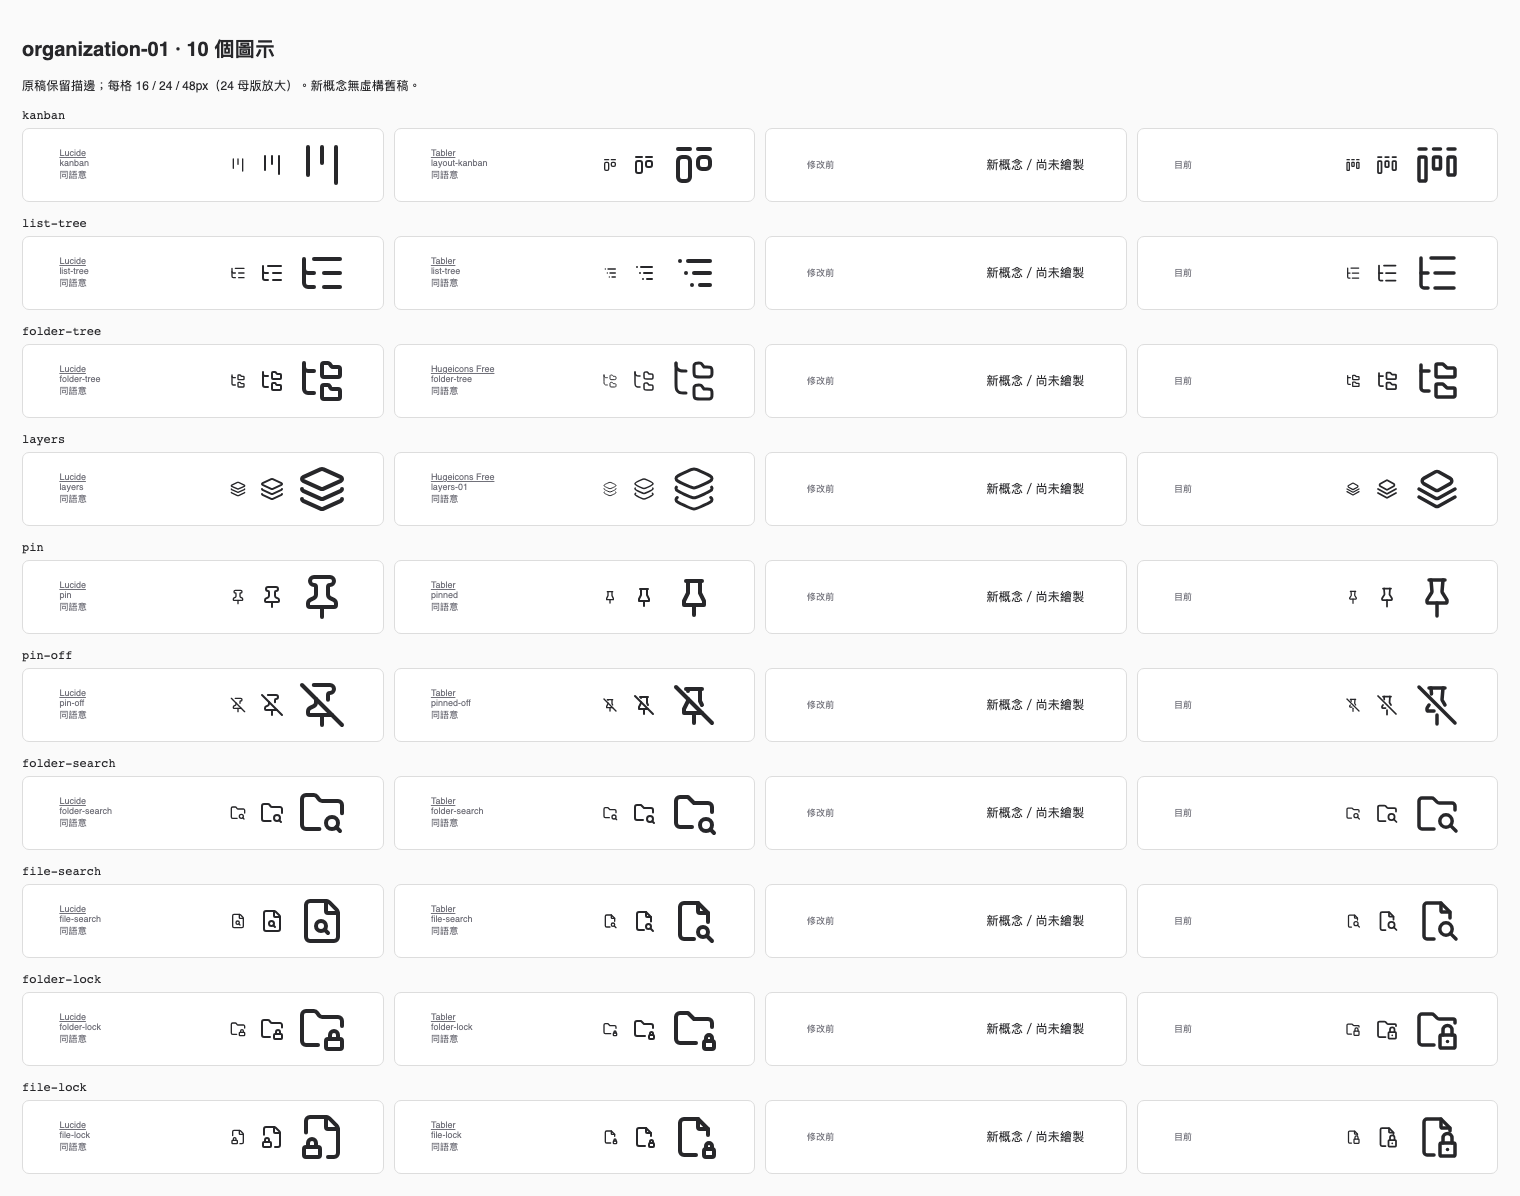 organization-01 · 10 個圖示
原稿保留描邊；每格 16 / 24 / 48px（24 母版放大）。新概念無虛構舊稿。
kanban
Lucide
kanban
同語意
Tabler
layout-kanban
同語意
修改前
新概念 / 尚未繪製
目前
list-tree
Lucide
list-tree
同語意
Tabler
list-tree
同語意
修改前
新概念 / 尚未繪製
目前
folder-tree
Lucide
folder-tree
同語意
Hugeicons Free
folder-tree
同語意
修改前
新概念 / 尚未繪製
目前
layers
Lucide
layers
同語意
Hugeicons Free
layers-01
同語意
修改前
新概念 / 尚未繪製
目前
pin
Lucide
pin
同語意
Tabler
pinned
同語意
修改前
新概念 / 尚未繪製
目前
pin-off
Lucide
pin-off
同語意
Tabler
pinned-off
同語意
修改前
新概念 / 尚未繪製
目前
folder-search
Lucide
folder-search
同語意
Tabler
folder-search
同語意
修改前
新概念 / 尚未繪製
目前
file-search
Lucide
file-search
同語意
Tabler
file-search
同語意
修改前
新概念 / 尚未繪製
目前
folder-lock
Lucide
folder-lock
同語意
Tabler
folder-lock
同語意
修改前
新概念 / 尚未繪製
目前
file-lock
Lucide
file-lock
同語意
Tabler
file-lock
同語意
修改前
新概念 / 尚未繪製
目前